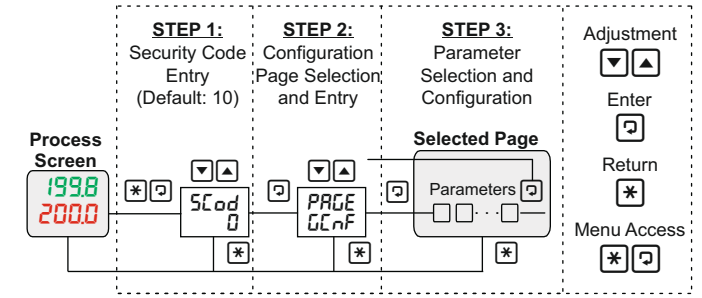 STEP 1:
Security Code
Entry
(Default: 10)
STEP 2:
Configuration
Page Selection
and Entry
STEP 3:
Parameter
Selection and
Configuration
Adjustment
Enter
Return
Menu Access
Process
Screen
199.8
200.0
SCod
0
PAGE
GCnF
Selected Page
Parameters